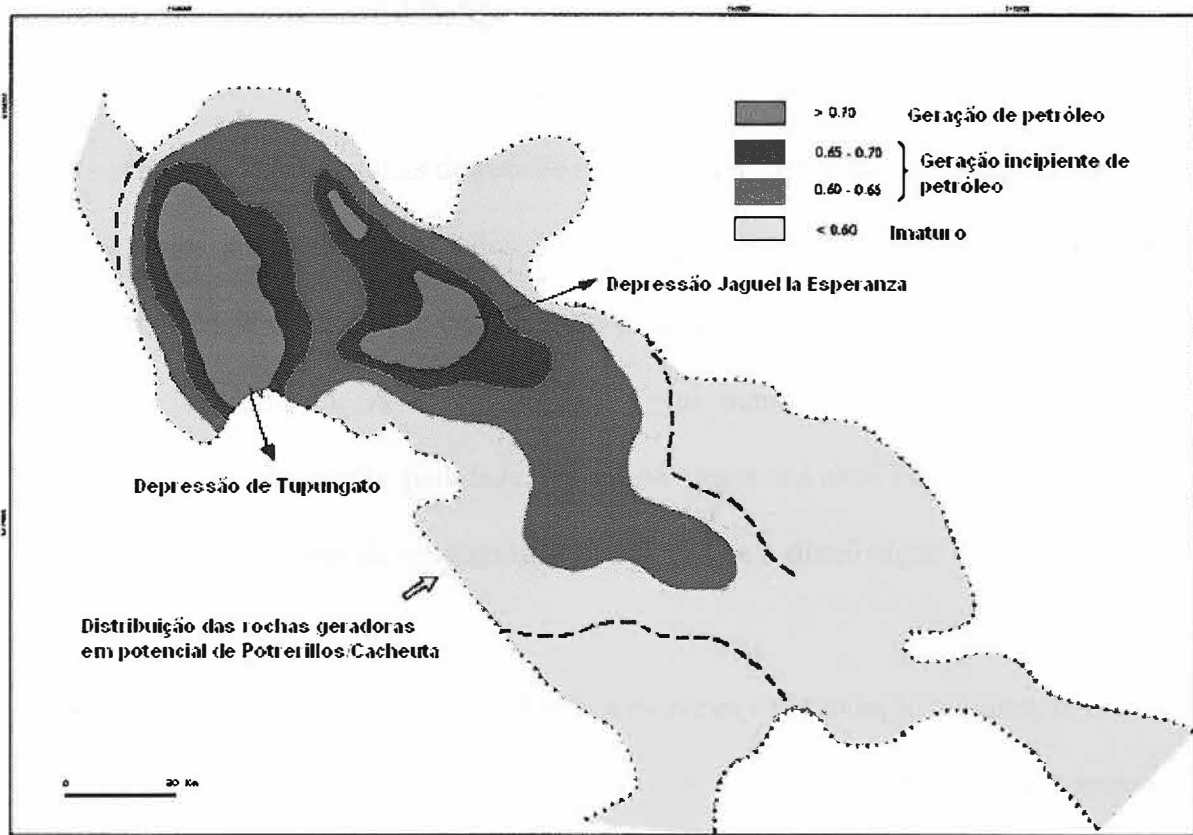 > 0.70 Geração de petróleo
0.65 - 0.70
Geração incipiente de
petróleo
0.60 - 0.65
< 0.60 Imaturo
Depressão Jaguel la Esperanza
Depressão de Tupungato
Distribuição das rochas geradoras
em potencial de Potrerillos/Cacheuta
0 20 Km